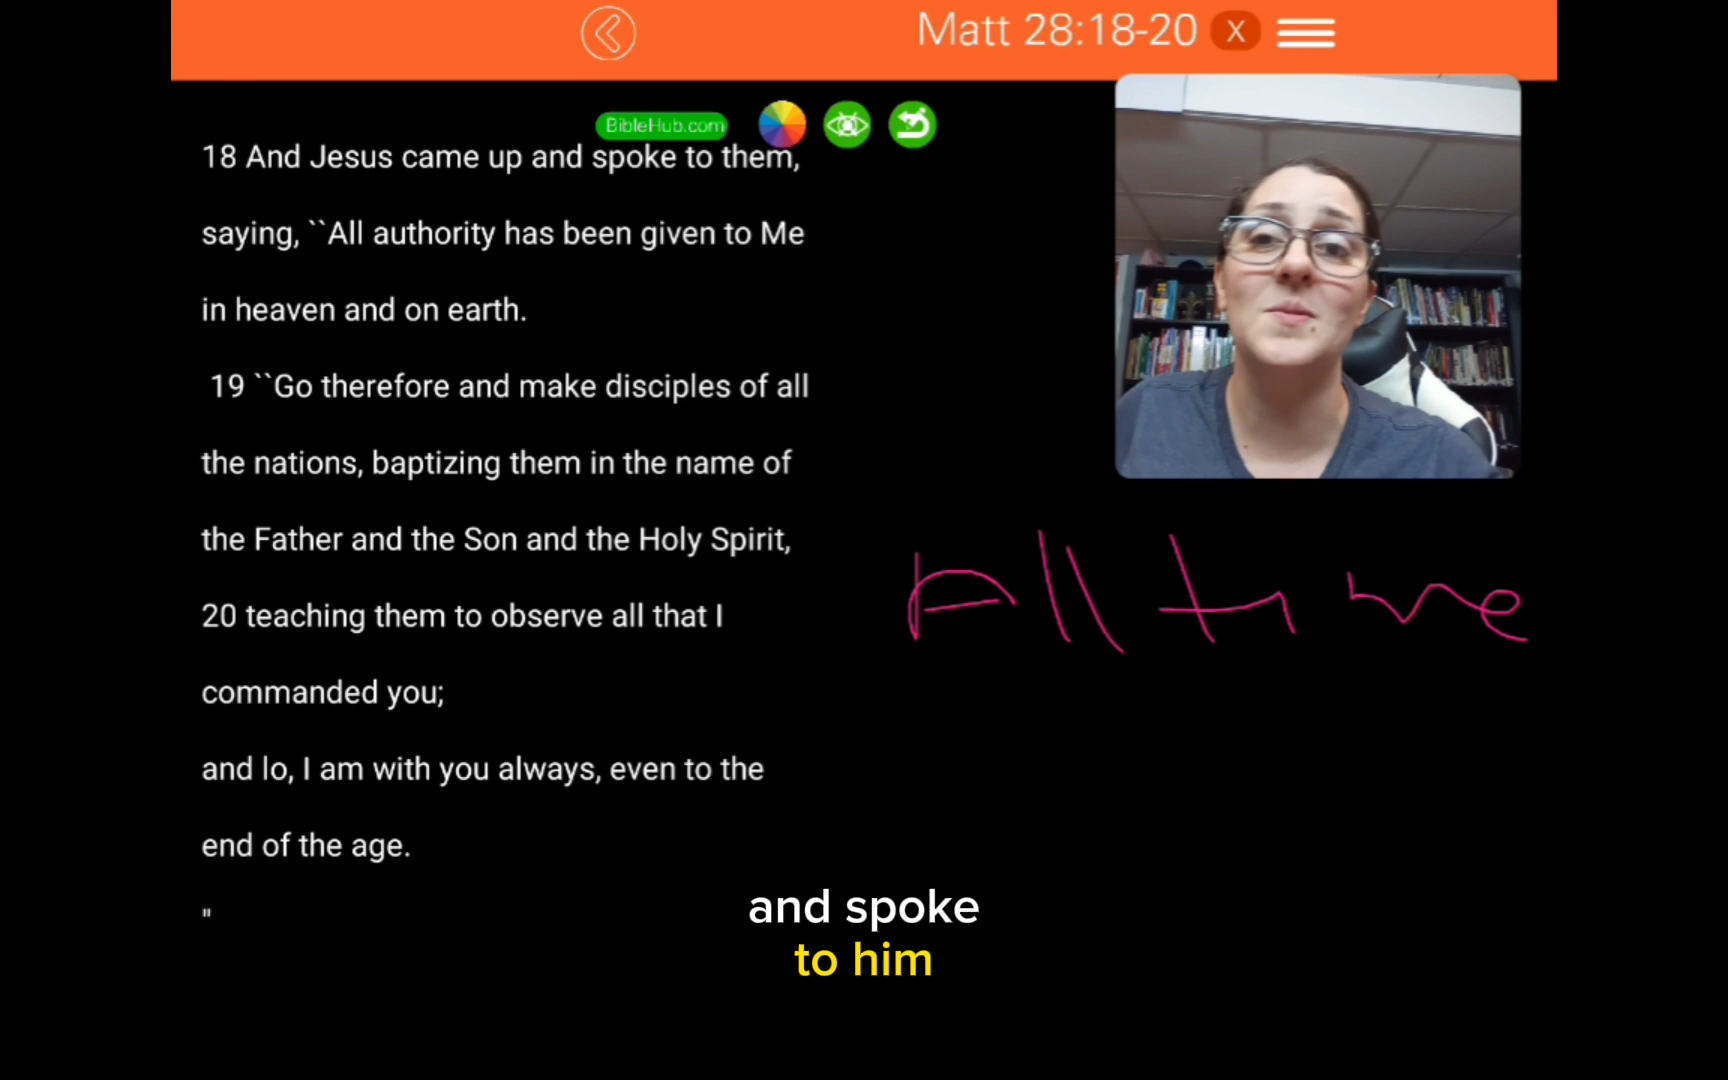 Matt 28:18-20 X
BibleHub.com
18 And Jesus came up and spoke to them,
saying, ``All authority has been given to Me
in heaven and on earth.
19 ``Go therefore and make disciples of all
the nations, baptizing them in the name of
the Father and the Son and the Holy Spirit,
20 teaching them to observe all that I
commanded you;
and lo, I am with you always, even to the
end of the age.
"
All time
and spoke
to him